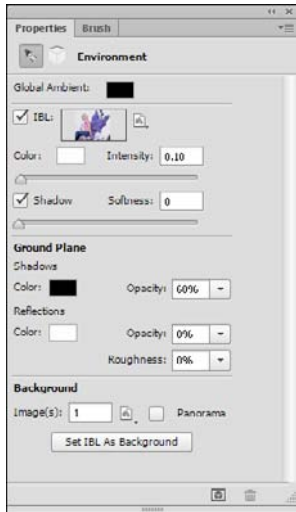 Properties Brush
Environment
Global Ambient:
IBL:
Color: Intensity: 0.10
Shadow Softness: 0
Ground Plane
Shadows
Color: Opacity: 60%
Reflections
Color: Opacity: 0%
Roughness: 0%
Background
Image(s): 1 Panorama
Set IBL As Background